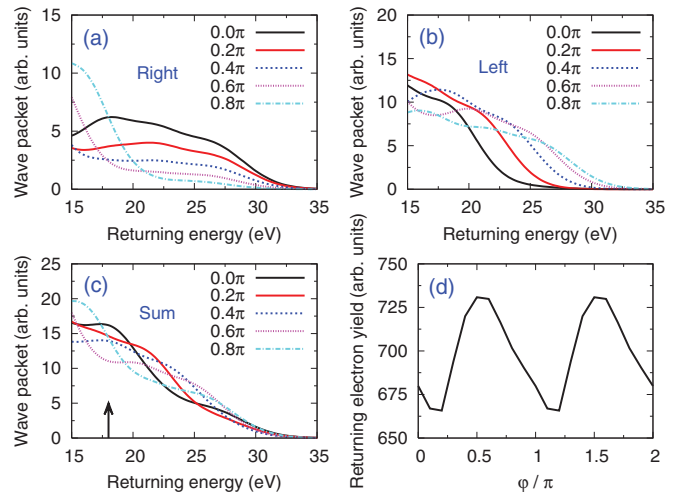 (a)
Right
0.0π
0.2π
0.4π
0.6π
0.8π
Wave packet (arb. units)
15
10
5
0
15 20 25 30 35
Returning energy (eV)
(b)
Left
0.0π
0.2π
0.4π
0.6π
0.8π
Wave packet (arb. units)
20
15
10
5
0
15 20 25 30 35
Returning energy (eV)
(c)
Sum
0.0π
0.2π
0.4π
0.6π
0.8π
Wave packet (arb. units)
25
20
15
10
5
0
15 20 25 30 35
Returning energy (eV)
(d)
Returning electron yield (arb. units)
750
725
700
675
650
0 0.5 1 1.5 2
φ / π